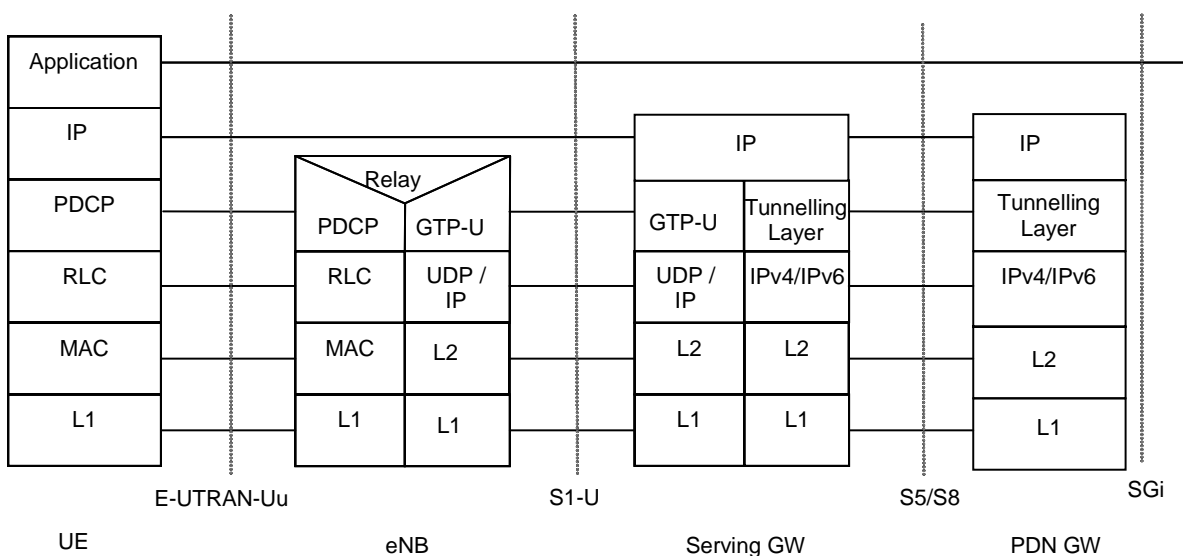 Application
IP
PDCP
RLC
MAC
L1
Relay
PDCP
GTP-U
RLC
UDP /
IP
MAC
L2
L1
L1
IP
GTP-U
Tunnelling
Layer
UDP /
IP
IPv4/IPv6
L2
L2
L1
L1
IP
Tunnelling
Layer
IPv4/IPv6
L2
L1
E-UTRAN-Uu
S1-U
S5/S8
SGi
UE
eNB
Serving GW
PDN GW